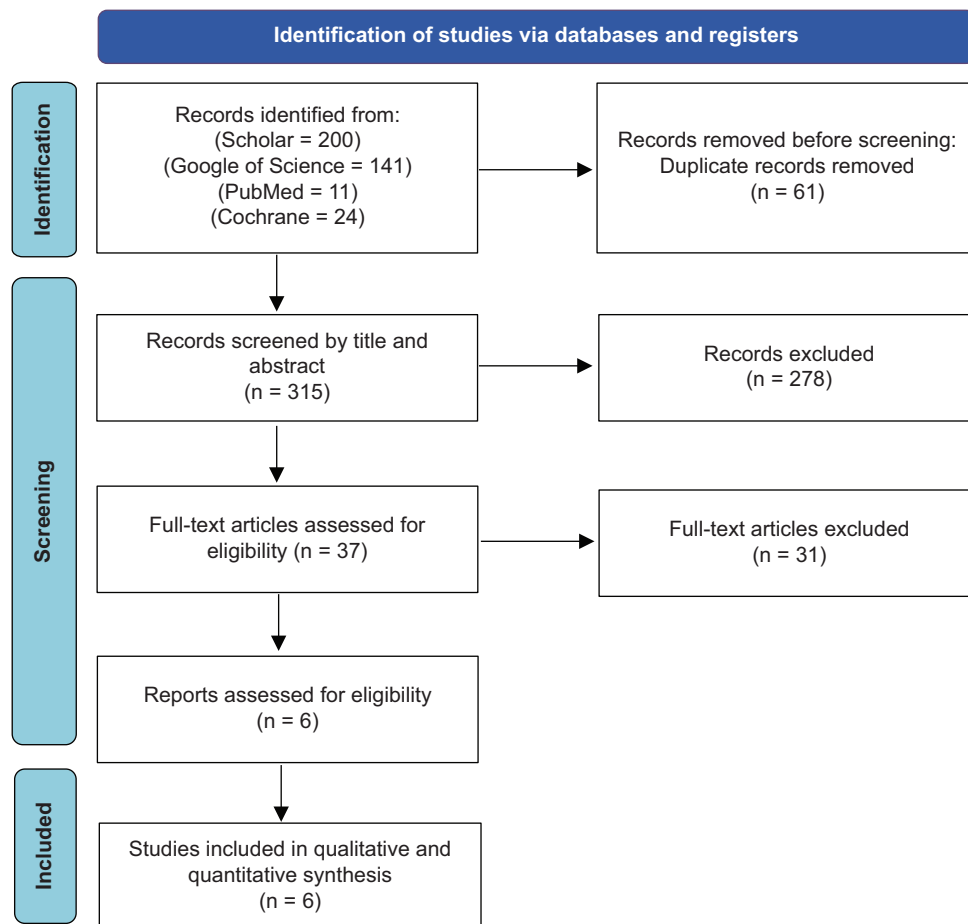 Identification of studies via databases and registers
Identification
Records identified from:
(Scholar = 200)
(Google of Science = 141)
(PubMed = 11)
(Cochrane = 24)
Records removed before screening:
Duplicate records removed
(n = 61)
Screening
Records screened by title and
abstract
(n = 315)
Records excluded
(n = 278)
Full-text articles assessed for
eligibility (n = 37)
Full-text articles excluded
(n = 31)
Reports assessed for eligibility
(n = 6)
Included
Studies included in qualitative and
quantitative synthesis
(n = 6)